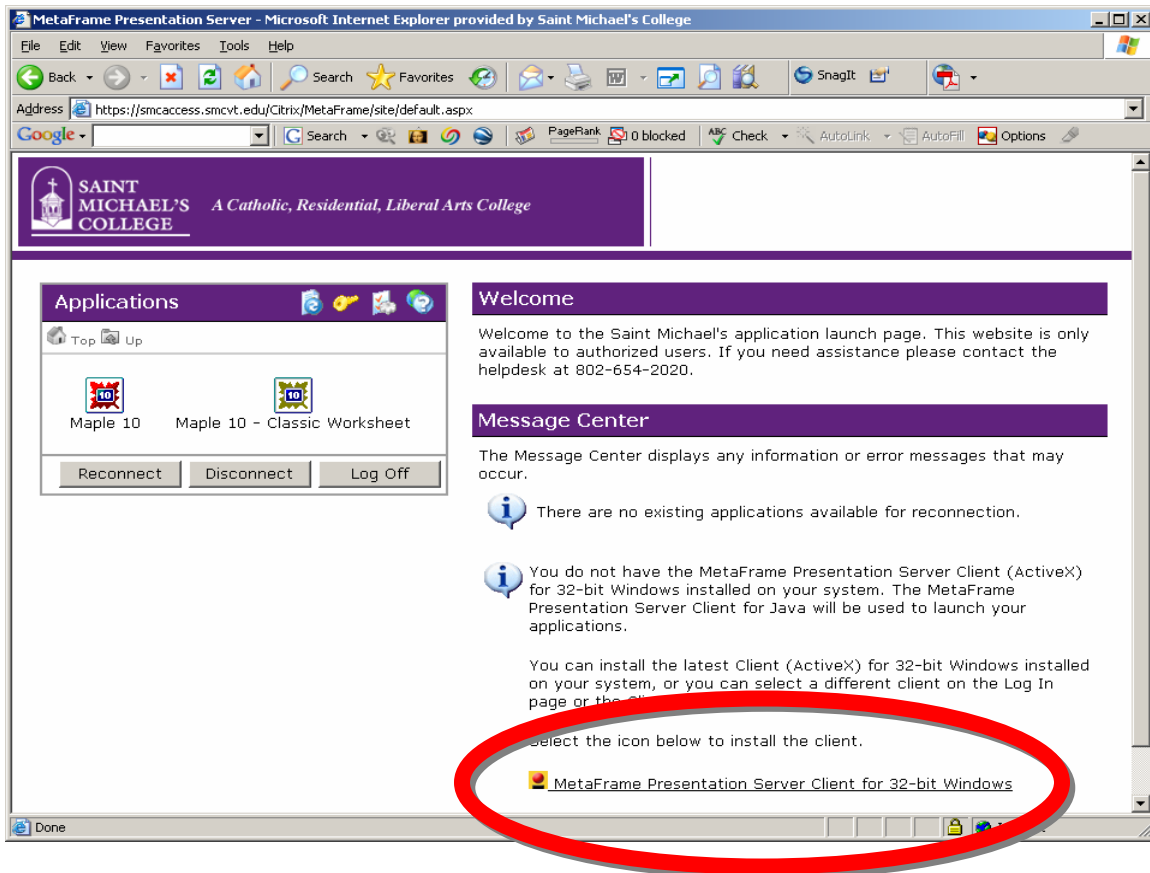 MetaFrame Presentation Server - Microsoft Internet Explorer provided by Saint Michael's College
File Edit View Favorites Tools Help
Back Search Favorites SnagIt
Address https://smcaccess.smcvt.edu/Citrix/MetaFrame/site/default.aspx
Google Search PageRank 0 blocked ABC Check AutoLink AutoFill Options
SAINT
MICHAEL'S
COLLEGE
A Catholic, Residential, Liberal Arts College
Applications
Top Up
10 10
Maple 10 Maple 10 - Classic Worksheet
Reconnect Disconnect Log Off
Welcome
Welcome to the Saint Michael's application launch page. This website is only
available to authorized users. If you need assistance please contact the
helpdesk at 802-654-2020.
Message Center
The Message Center displays any information or error messages that may
occur.
There are no existing applications available for reconnection.
You do not have the MetaFrame Presentation Server Client (ActiveX)
for 32-bit Windows installed on your system. The MetaFrame
Presentation Server Client for Java will be used to launch your
applications.
You can install the latest Client (ActiveX) for 32-bit Windows installed
on your system, or you can select a different client on the Log In
page or the
Select the icon below to install the client.
MetaFrame Presentation Server Client for 32-bit Windows
Done